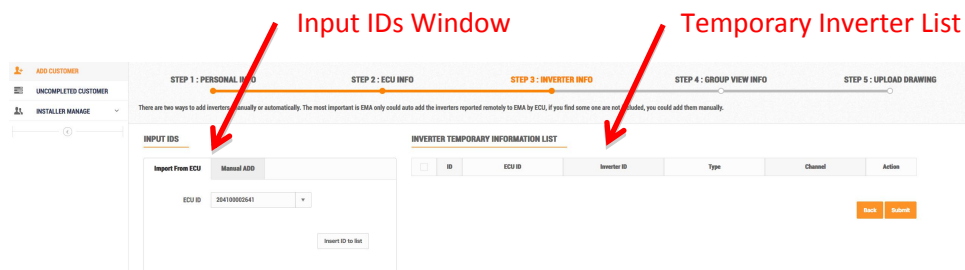 Input IDs Window
Temporary Inverter List
ADD CUSTOMER
UNCOMPLETED CUSTOMER
INSTALLER MANAGE
STEP 1 : PERSONAL INFO
STEP 2 : ECU INFO
STEP 3 : INVERTER INFO
STEP 4 : GROUP VIEW INFO
STEP 5 : UPLOAD DRAWING
There are two ways to add inverters, manually or automatically. The most important is EMA only could auto add the inverters reported remotely to EMA by ECU, if you find some one are not included, you could add them manually.
INPUT IDS
Import From ECU
Manual ADD
ECU ID
204100002641
Insert ID to list
INVERTER TEMPORARY INFORMATION LIST
ID
ECU ID
Inverter ID
Type
Channel
Action
Back
Submit